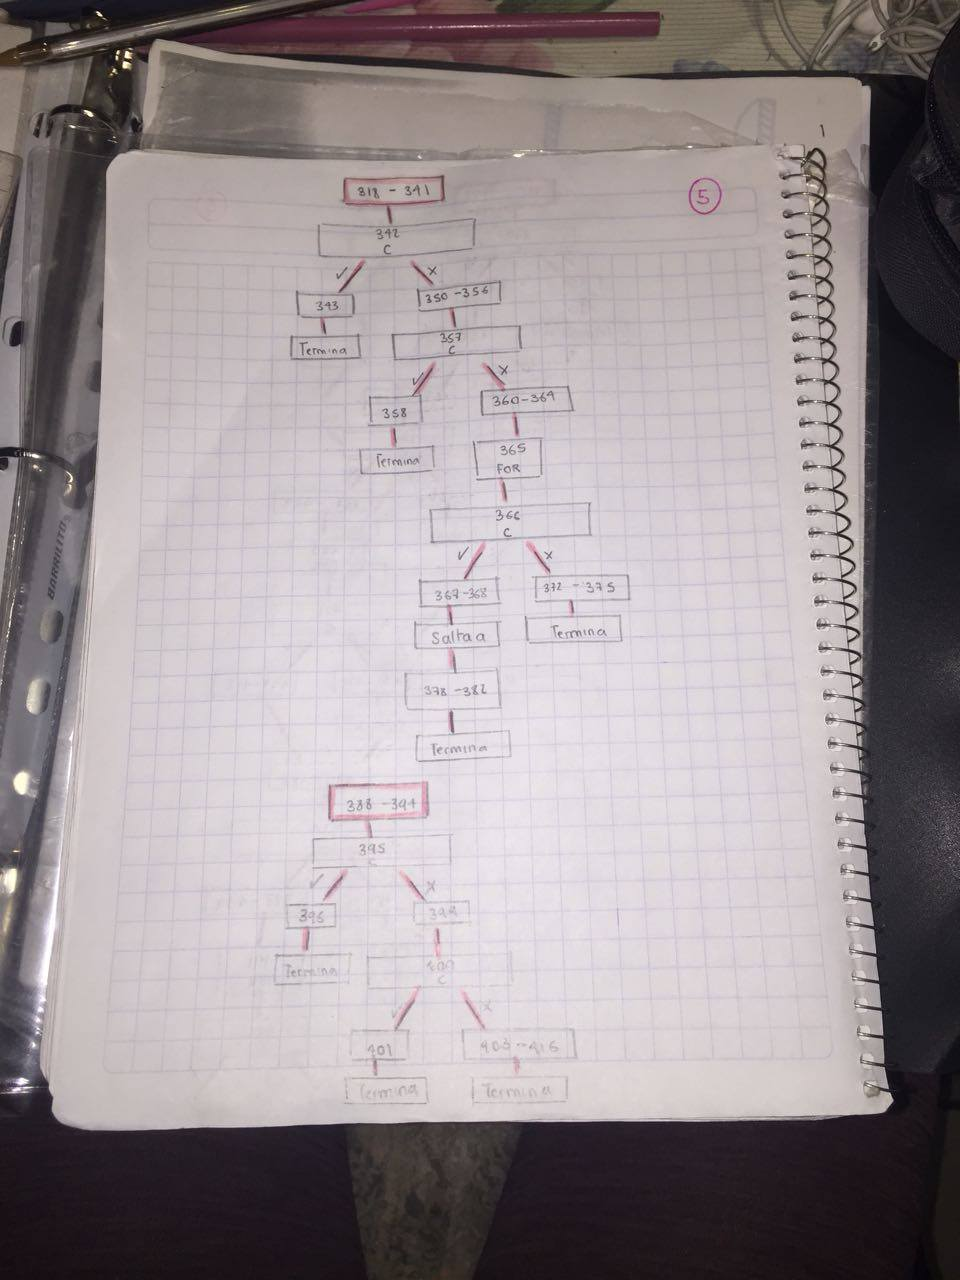 1
318 - 341
5
342
C
✓ x
343
350 - 356
Termina
357
C
✓ x
358
360 - 364
Termina
365
FOR
366
C
✓ x
367 - 368
372 - 375
Salta a
Termina
378 - 382
Termina
388 - 394
395
C
✓ x
396
399
Termina
400
C
✓ x
401
403 - 416
Termina
Termina
BARRILITO